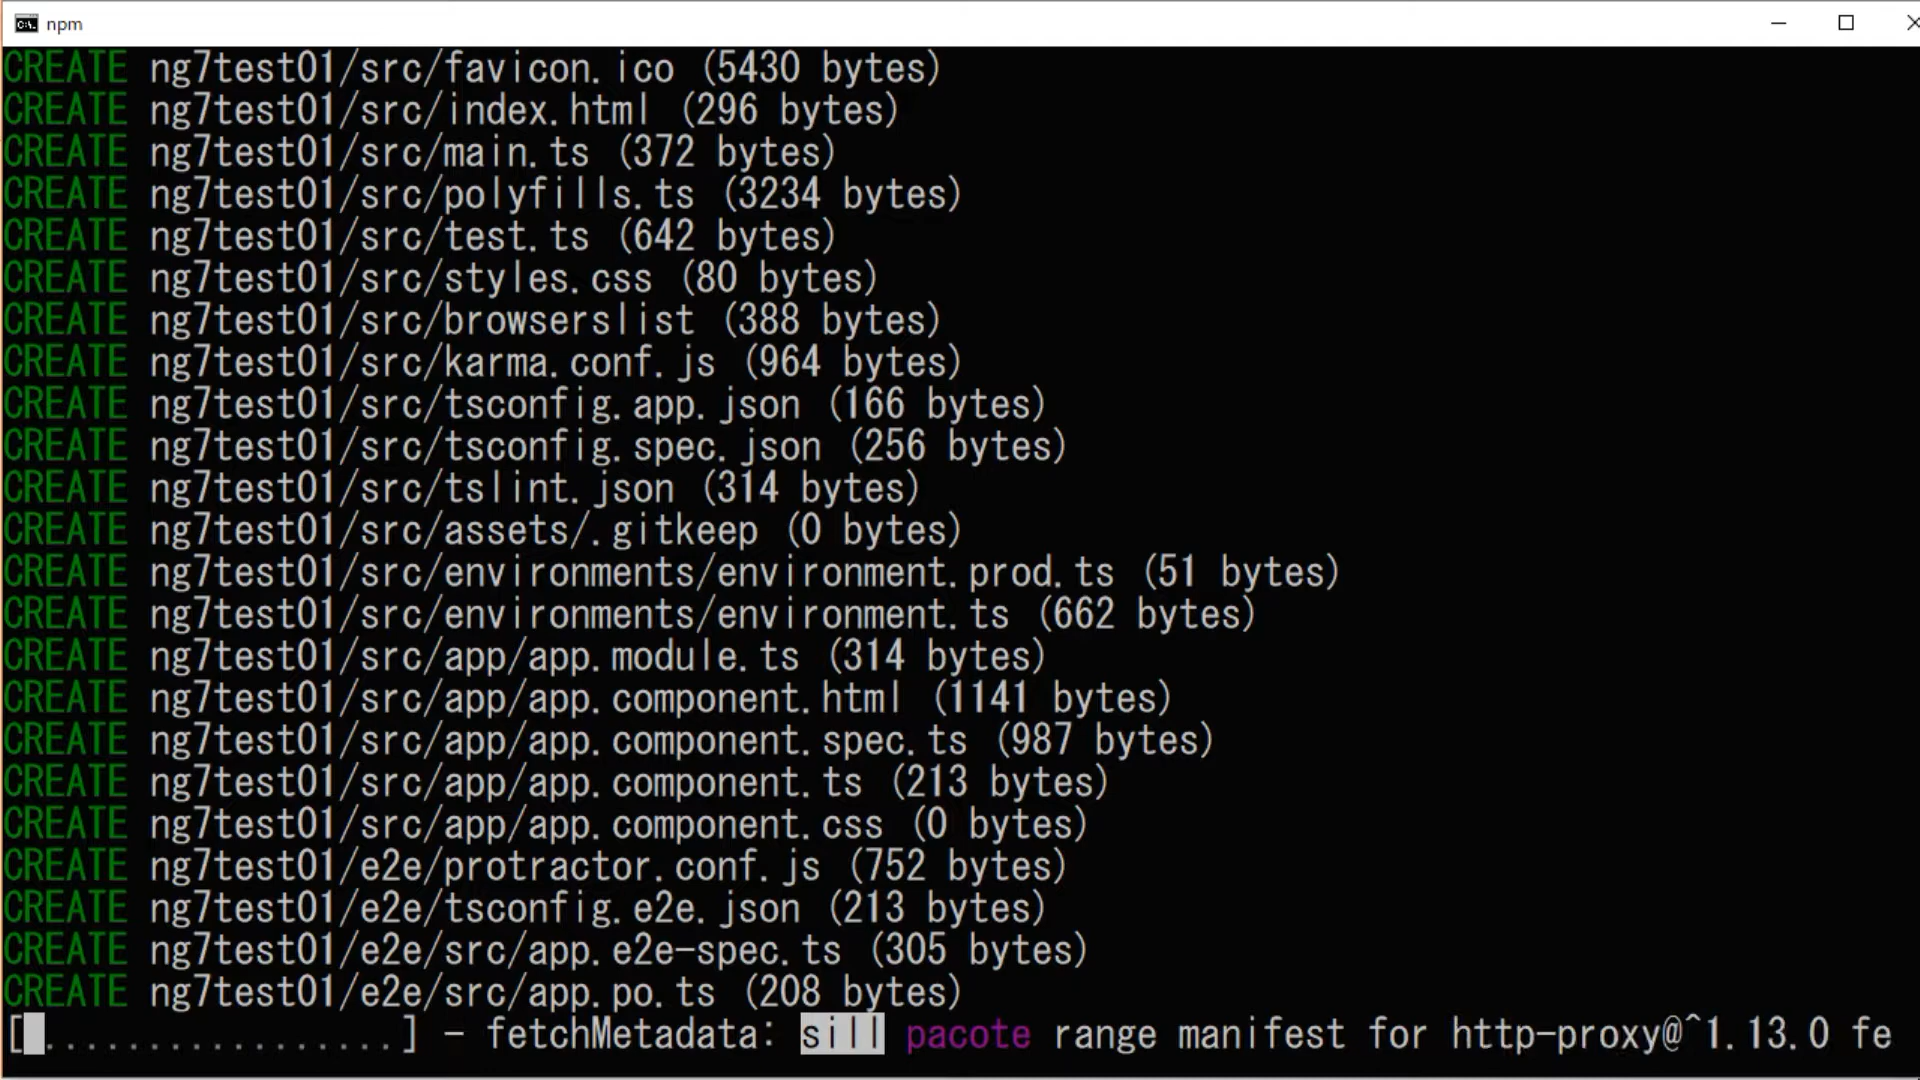 npm
CREATE ng7test01/src/favicon.ico (5430 bytes)
CREATE ng7test01/src/index.html (296 bytes)
CREATE ng7test01/src/main.ts (372 bytes)
CREATE ng7test01/src/polyfills.ts (3234 bytes)
CREATE ng7test01/src/test.ts (642 bytes)
CREATE ng7test01/src/styles.css (80 bytes)
CREATE ng7test01/src/browserslist (388 bytes)
CREATE ng7test01/src/karma.conf.js (964 bytes)
CREATE ng7test01/src/tsconfig.app.json (166 bytes)
CREATE ng7test01/src/tsconfig.spec.json (256 bytes)
CREATE ng7test01/src/tslint.json (314 bytes)
CREATE ng7test01/src/assets/.gitkeep (0 bytes)
CREATE ng7test01/src/environments/environment.prod.ts (51 bytes)
CREATE ng7test01/src/environments/environment.ts (662 bytes)
CREATE ng7test01/src/app/app.module.ts (314 bytes)
CREATE ng7test01/src/app/app.component.html (1141 bytes)
CREATE ng7test01/src/app/app.component.spec.ts (987 bytes)
CREATE ng7test01/src/app/app.component.ts (213 bytes)
CREATE ng7test01/src/app/app.component.css (0 bytes)
CREATE ng7test01/e2e/protractor.conf.js (752 bytes)
CREATE ng7test01/e2e/tsconfig.e2e.json (213 bytes)
CREATE ng7test01/e2e/src/app.e2e-spec.ts (305 bytes)
CREATE ng7test01/e2e/src/app.po.ts (208 bytes)
[ .................] - fetchMetadata: sill pacote range manifest for http-proxy@^1.13.0 fe